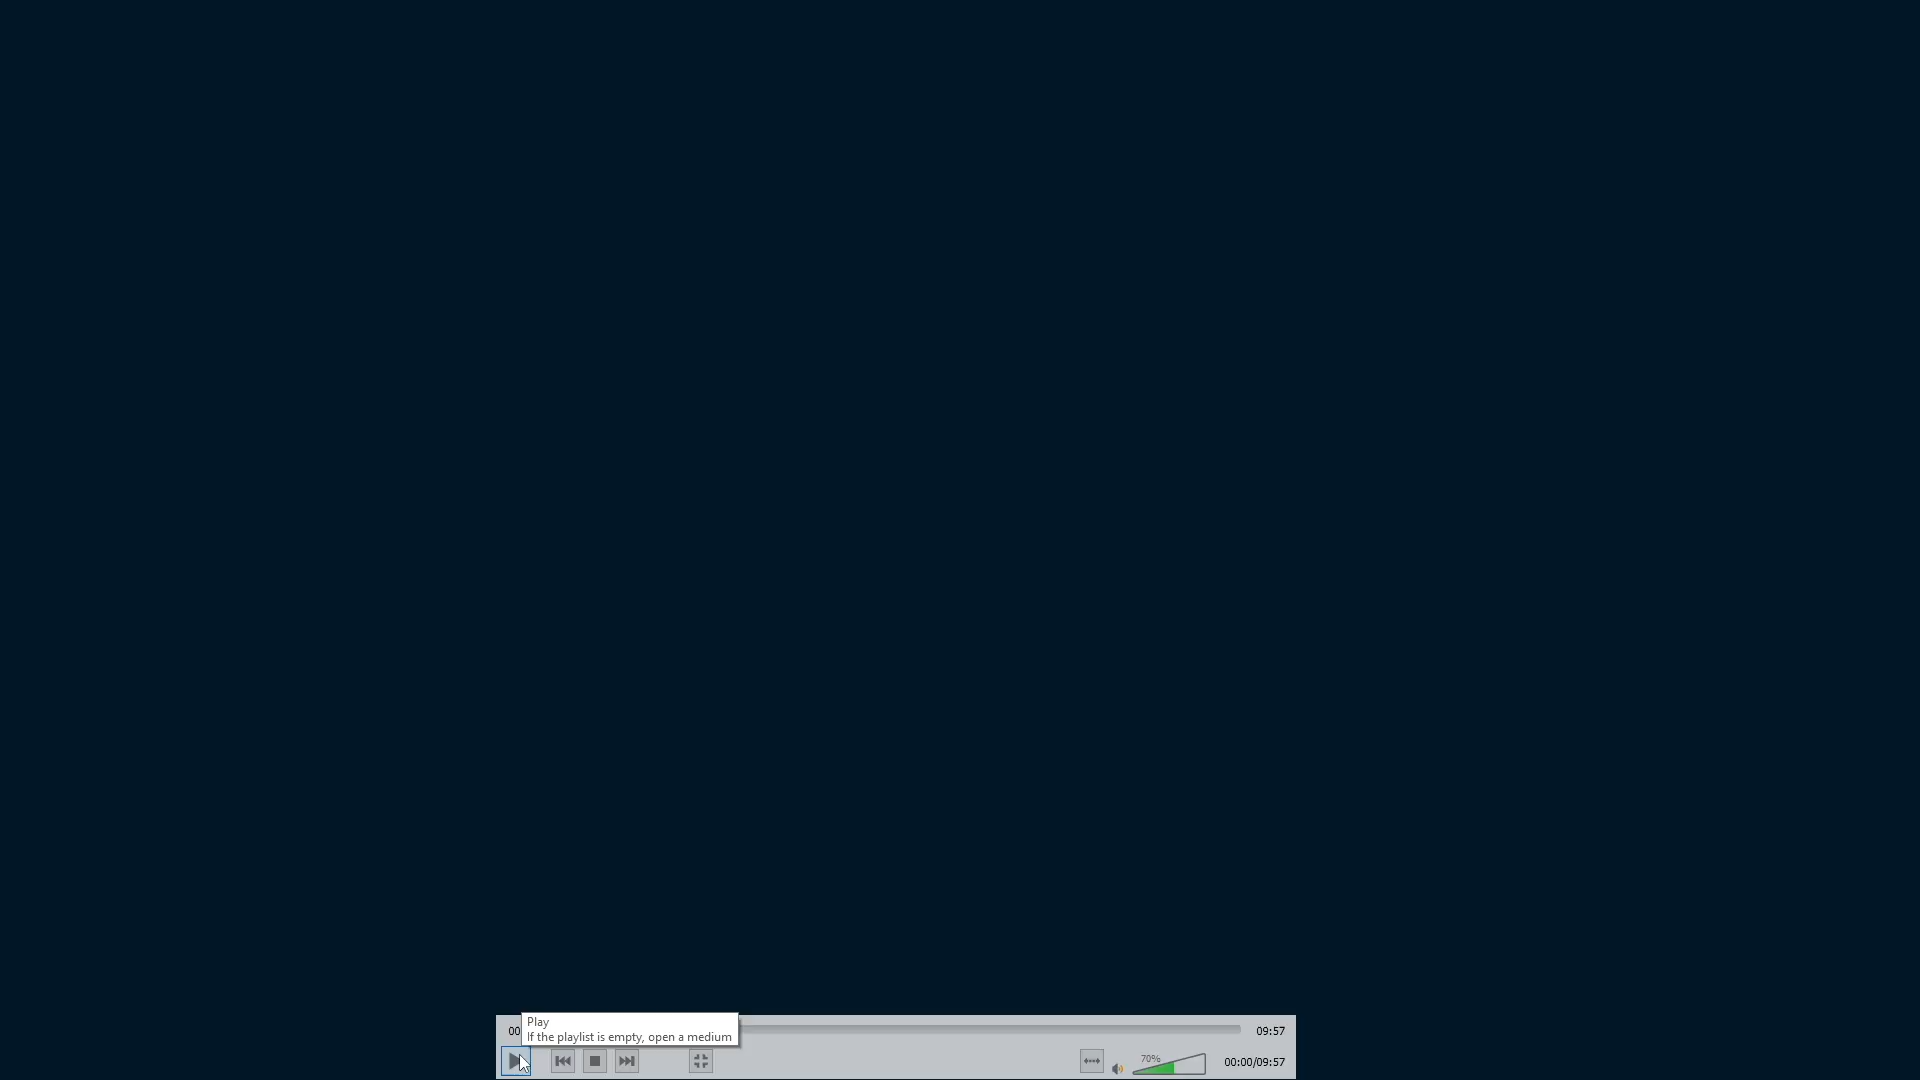 Play
If the playlist is empty, open a medium
00
09:57
70%
00:00/09:57